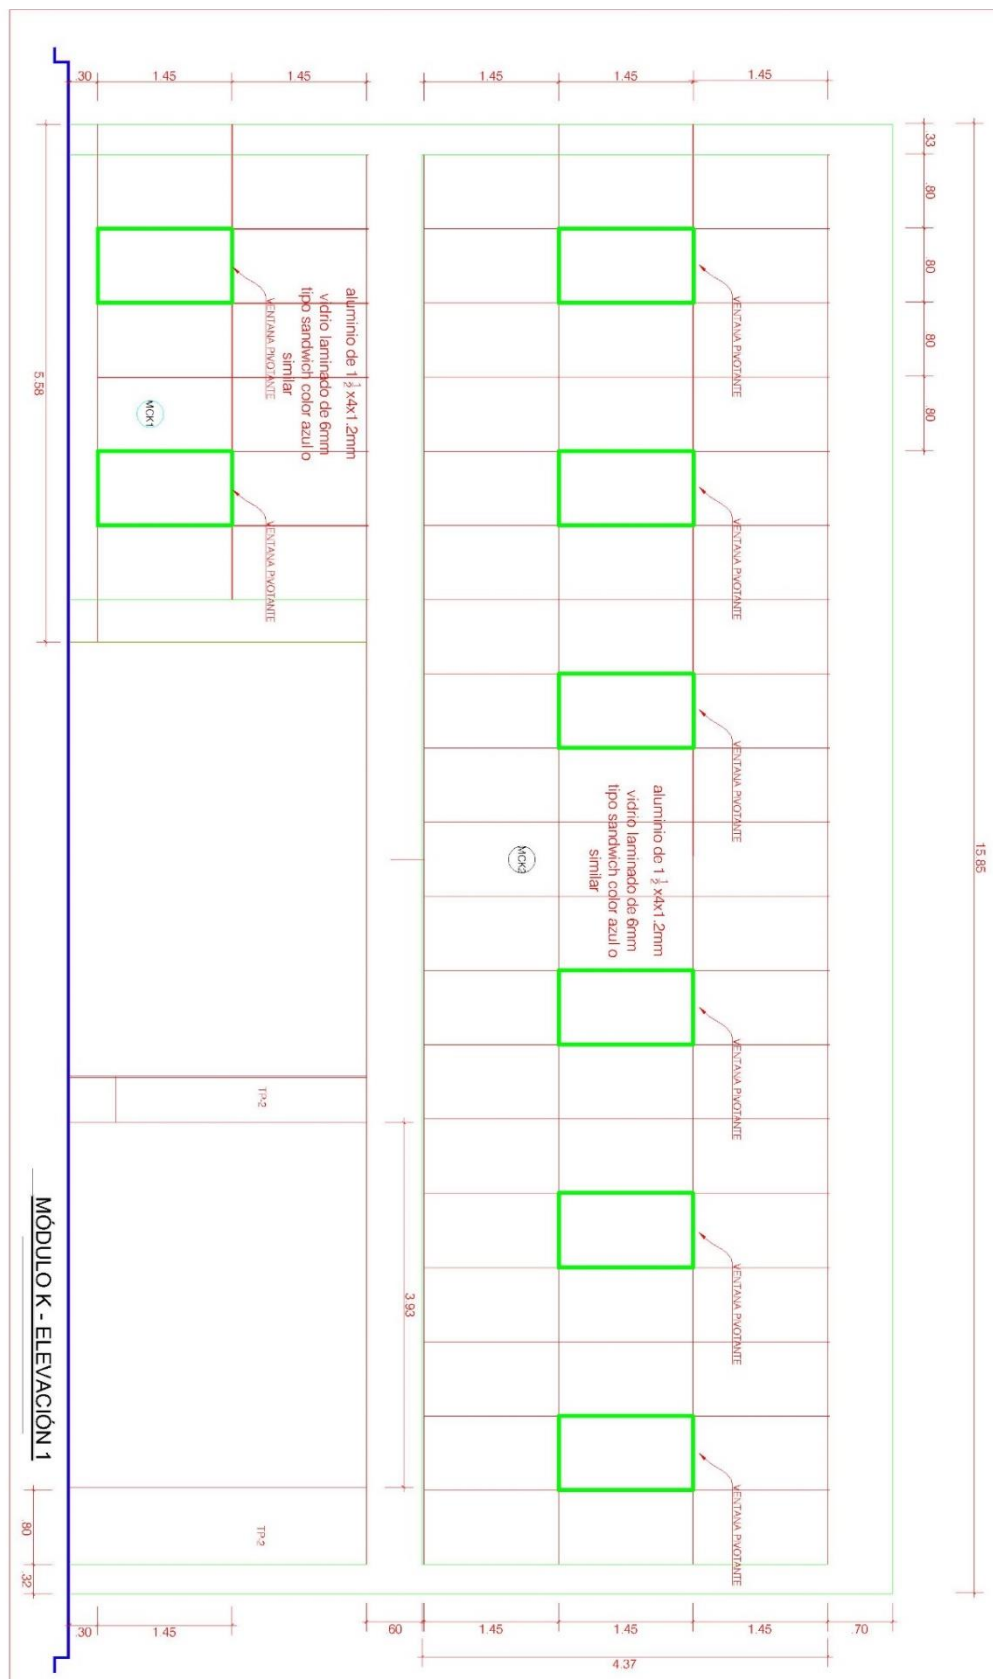 15.85
.33
.80
.80
.80
.80
1.45
1.45
1.45
1.45
1.45
.30
VENTANA PIVOTANTE
VENTANA PIVOTANTE
VENTANA PIVOTANTE
VENTANA PIVOTANTE
VENTANA PIVOTANTE
VENTANA PIVOTANTE
aluminio de 1 ½ x4x1.2mm
vidrio laminado de 6mm
tipo sandwich color azul o
similar
MCK2
aluminio de 1 ½ x4x1.2mm
vidrio laminado de 6mm
tipo sandwich color azul o
similar
VENTANA PIVOTANTE
VENTANA PIVOTANTE
MCK1
5.58
TP-2
TP-2
3.93
.80
.32
.70
1.45
1.45
1.45
4.37
60
1.45
.30
MÓDULO K - ELEVACIÓN 1